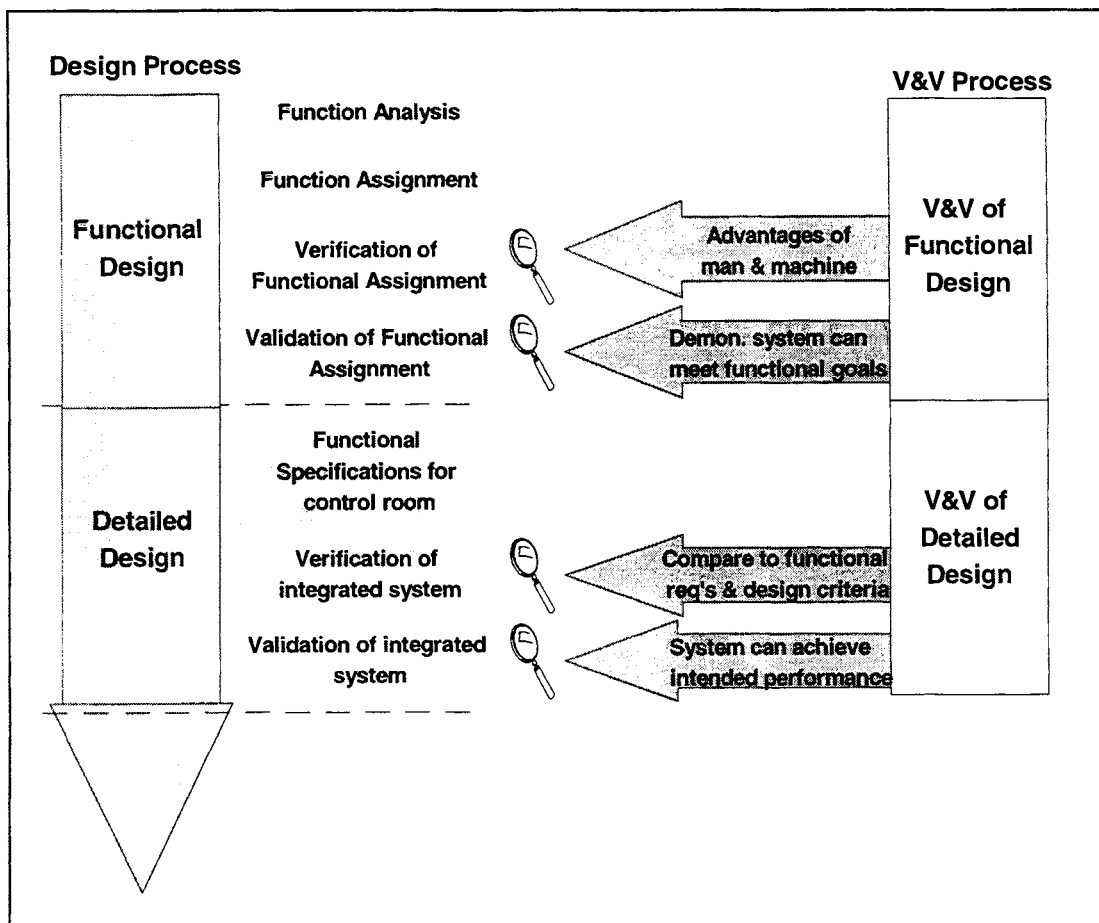 Design Process
V&V Process
Function Analysis
Function Assignment
Functional
Design
Verification of
Functional Assignment
Advantages of
man & machine
V&V of
Functional
Design
Validation of Functional
Assignment
Demon. system can
meet functional goals
Functional
Specifications for
control room
Detailed
Design
Verification of
integrated system
Compare to functional
req's & design criteria
V&V of
Detailed
Design
Validation of integrated
system
System can achieve
intended performance